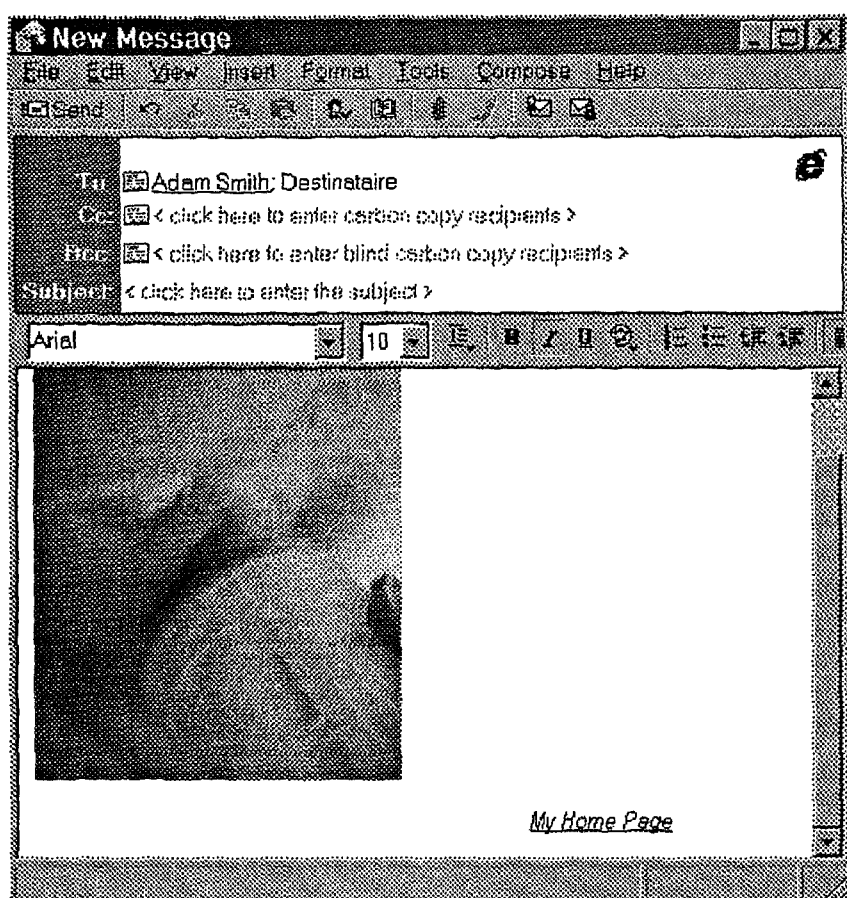 New Message
File Edit View Insert Format Tools Compose Help
Send
To: Adam Smith; Destinataire
Cc: < click here to enter carbon copy recipients >
Bcc: < click here to enter blind carbon copy recipients >
Subject: < click here to enter the subject >
Arial 10 B I U
My Home Page